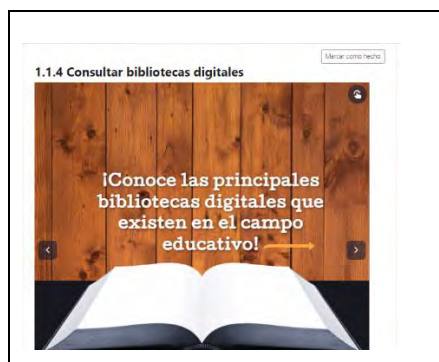 Marcar como hecho
1.1.4 Consultar bibliotecas digitales
¡Conoce las principales
bibliotecas digitales que
existen en el campo
educativo!